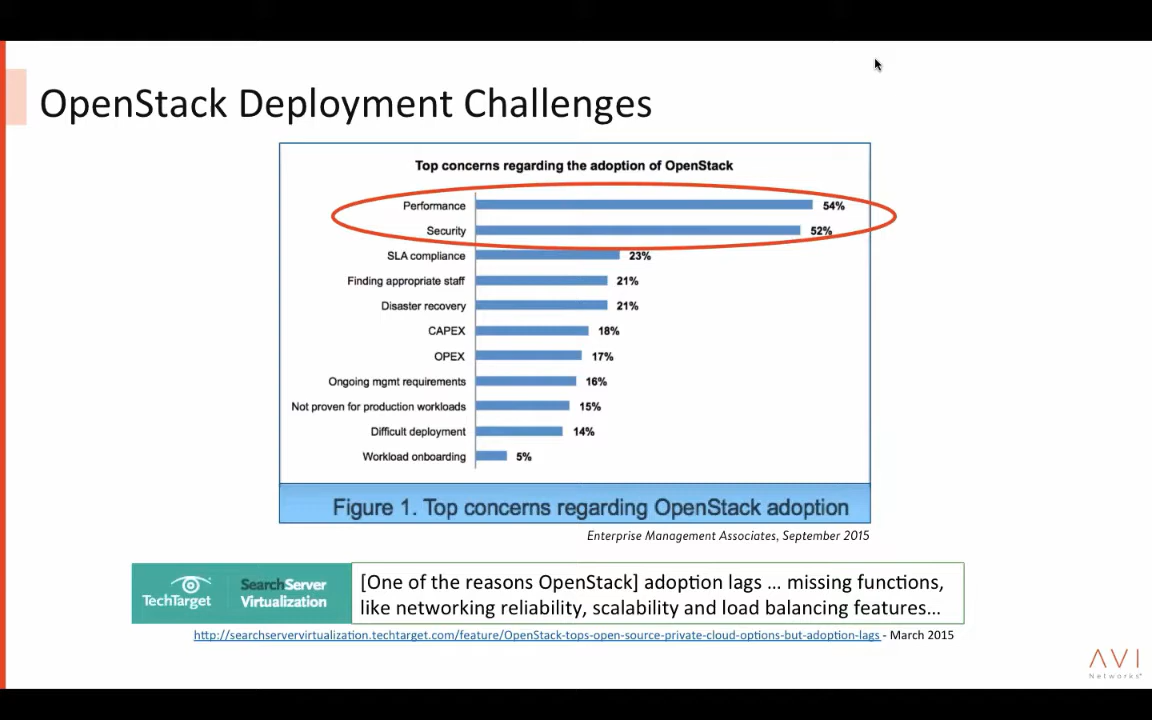 OpenStack Deployment Challenges
Top concerns regarding the adoption of OpenStack
Performance 54%
Security 52%
SLA compliance 23%
Finding appropriate staff 21%
Disaster recovery 21%
CAPEX 18%
OPEX 17%
Ongoing mgmt requirements 16%
Not proven for production workloads 15%
Difficult deployment 14%
Workload onboarding 5%
Figure 1. Top concerns regarding OpenStack adoption
Enterprise Management Associates, September 2015
TechTarget
SearchServer
Virtualization
[One of the reasons OpenStack] adoption lags … missing functions,
like networking reliability, scalability and load balancing features…
http://searchservervirtualization.techtarget.com/feature/OpenStack-tops-open-source-private-cloud-options-but-adoption-lags - March 2015
AVI
Networks